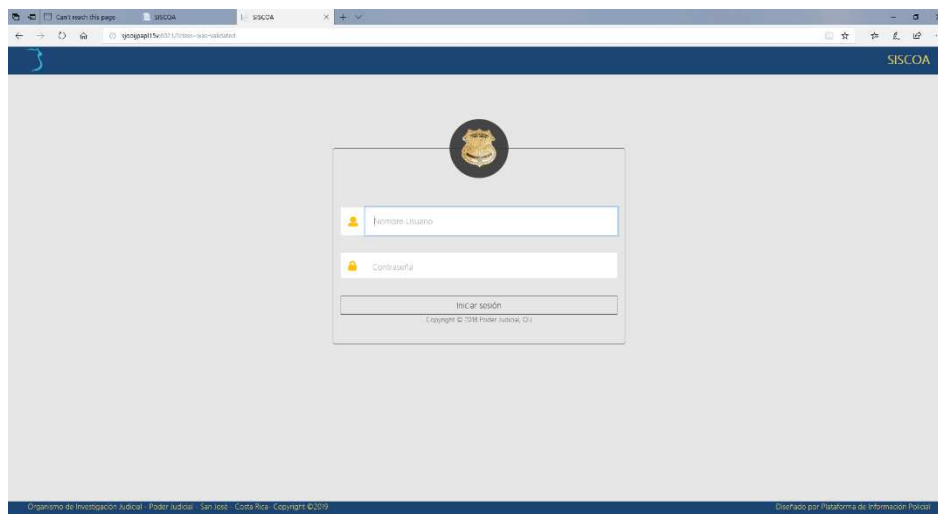 Can't reach this page SISCOA SISCOA
SISCOA
Nombre Usuario
Contraseña
Iniciar sesión
Copyright © 2018 Poder Judicial, OIJ
Organismo de Investigación Judicial - Poder Judicial - San José - Costa Rica- Copyright ©2019
Diseñado por Plataforma de Información Policial